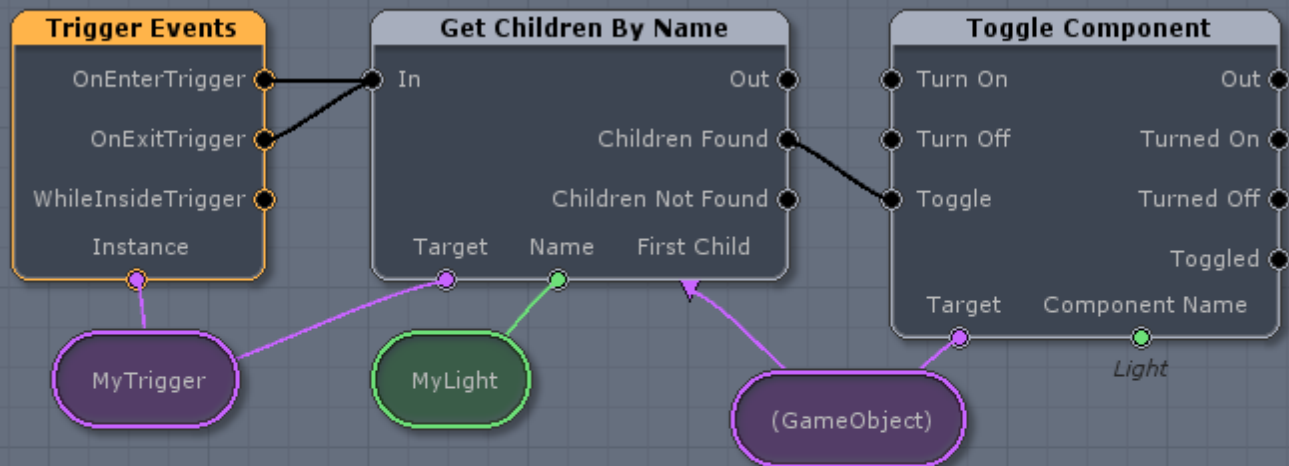 Trigger Events
OnEnterTrigger
OnExitTrigger
WhileInsideTrigger
Instance
MyTrigger
Get Children By Name
In
Out
Children Found
Children Not Found
Target Name First Child
MyLight
(GameObject)
Toggle Component
Turn On Out
Turn Off Turned On
Toggle Turned Off
Toggled
Target Component Name
Light